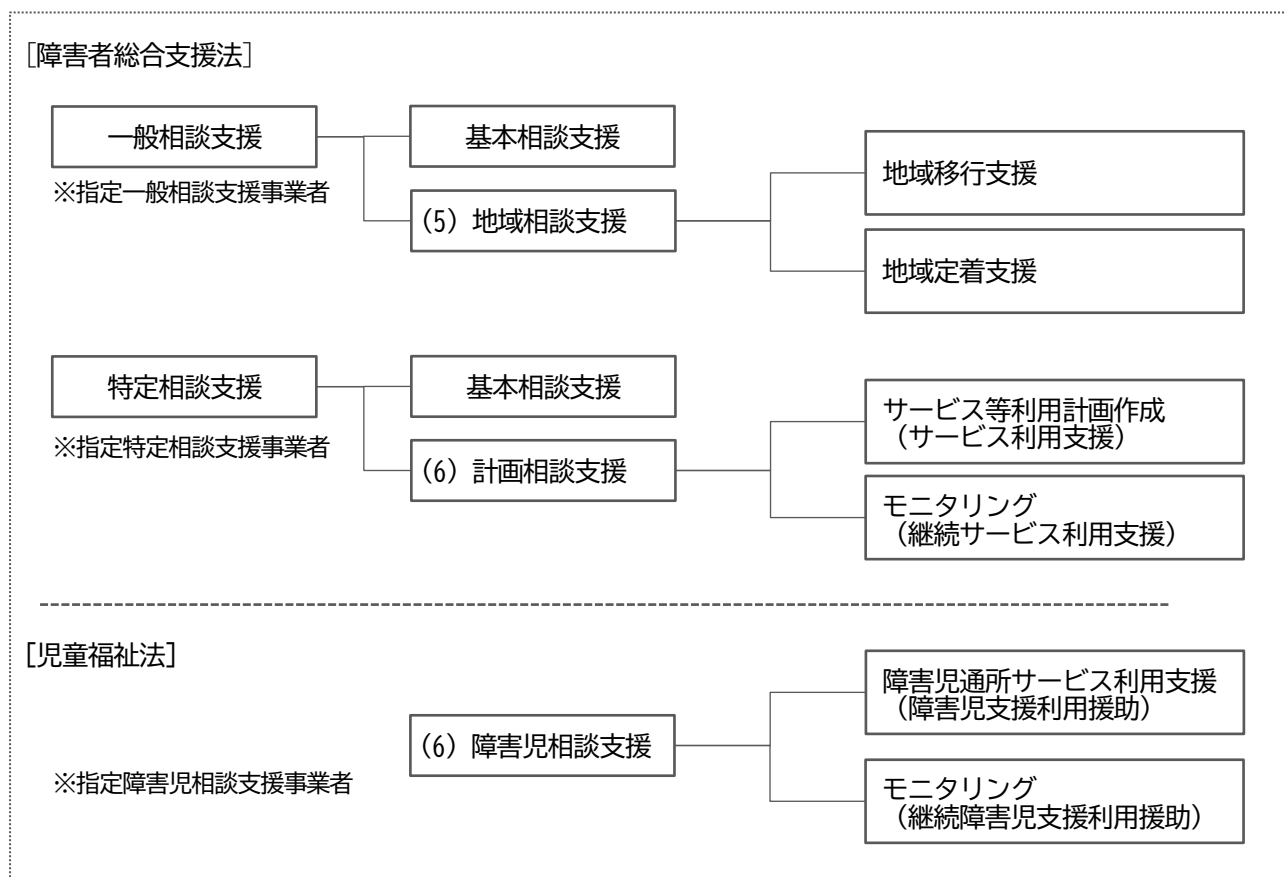 [障害者総合支援法]
一般相談支援
※指定一般相談支援事業者
基本相談支援
(5) 地域相談支援
地域移行支援
地域定着支援
特定相談支援
※指定特定相談支援事業者
基本相談支援
(6) 計画相談支援
サービス等利用計画作成
（サービス利用支援）
モニタリング
（継続サービス利用支援）
[児童福祉法]
※指定障害児相談支援事業者
(6) 障害児相談支援
障害児通所サービス利用支援
（障害児支援利用援助）
モニタリング
（継続障害児支援利用援助）